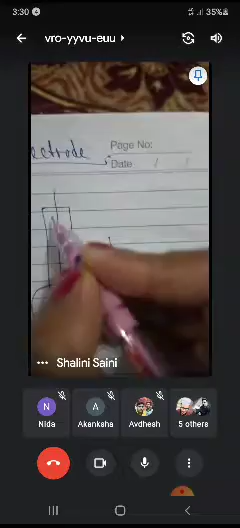 3:30
35%
vro-yyvu-euu
Page No:
ectrode
Date
Shalini Saini
N
A
Nida
Akanksha
Avdhesh
5 others